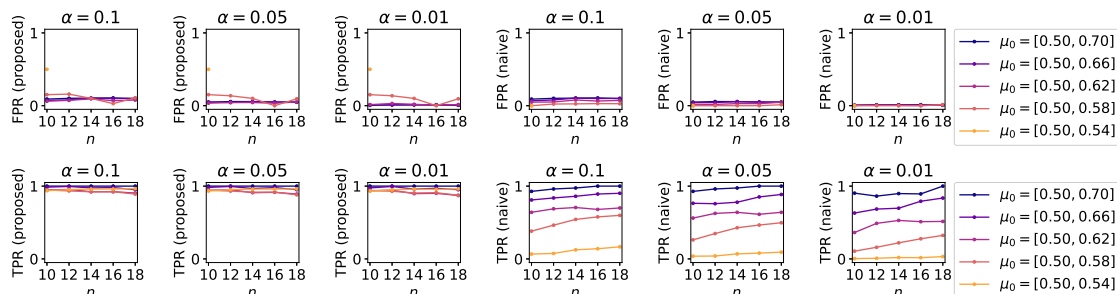 α = 0.1
α = 0.05
α = 0.01
α = 0.1
α = 0.05
α = 0.01
FPR (proposed)
1
0
10 12 14 16 18
n
FPR (proposed)
1
0
10 12 14 16 18
n
FPR (proposed)
1
0
10 12 14 16 18
n
FPR (naive)
1
0
10 12 14 16 18
n
FPR (naive)
1
0
10 12 14 16 18
n
FPR (naive)
1
0
10 12 14 16 18
n
μ₀ = [0.50, 0.70]
μ₀ = [0.50, 0.66]
μ₀ = [0.50, 0.62]
μ₀ = [0.50, 0.58]
μ₀ = [0.50, 0.54]
α = 0.1
α = 0.05
α = 0.01
α = 0.1
α = 0.05
α = 0.01
TPR (proposed)
1
0
10 12 14 16 18
n
TPR (proposed)
1
0
10 12 14 16 18
n
TPR (proposed)
1
0
10 12 14 16 18
n
TPR (naive)
1
0
10 12 14 16 18
n
TPR (naive)
1
0
10 12 14 16 18
n
TPR (naive)
1
0
10 12 14 16 18
n
μ₀ = [0.50, 0.70]
μ₀ = [0.50, 0.66]
μ₀ = [0.50, 0.62]
μ₀ = [0.50, 0.58]
μ₀ = [0.50, 0.54]